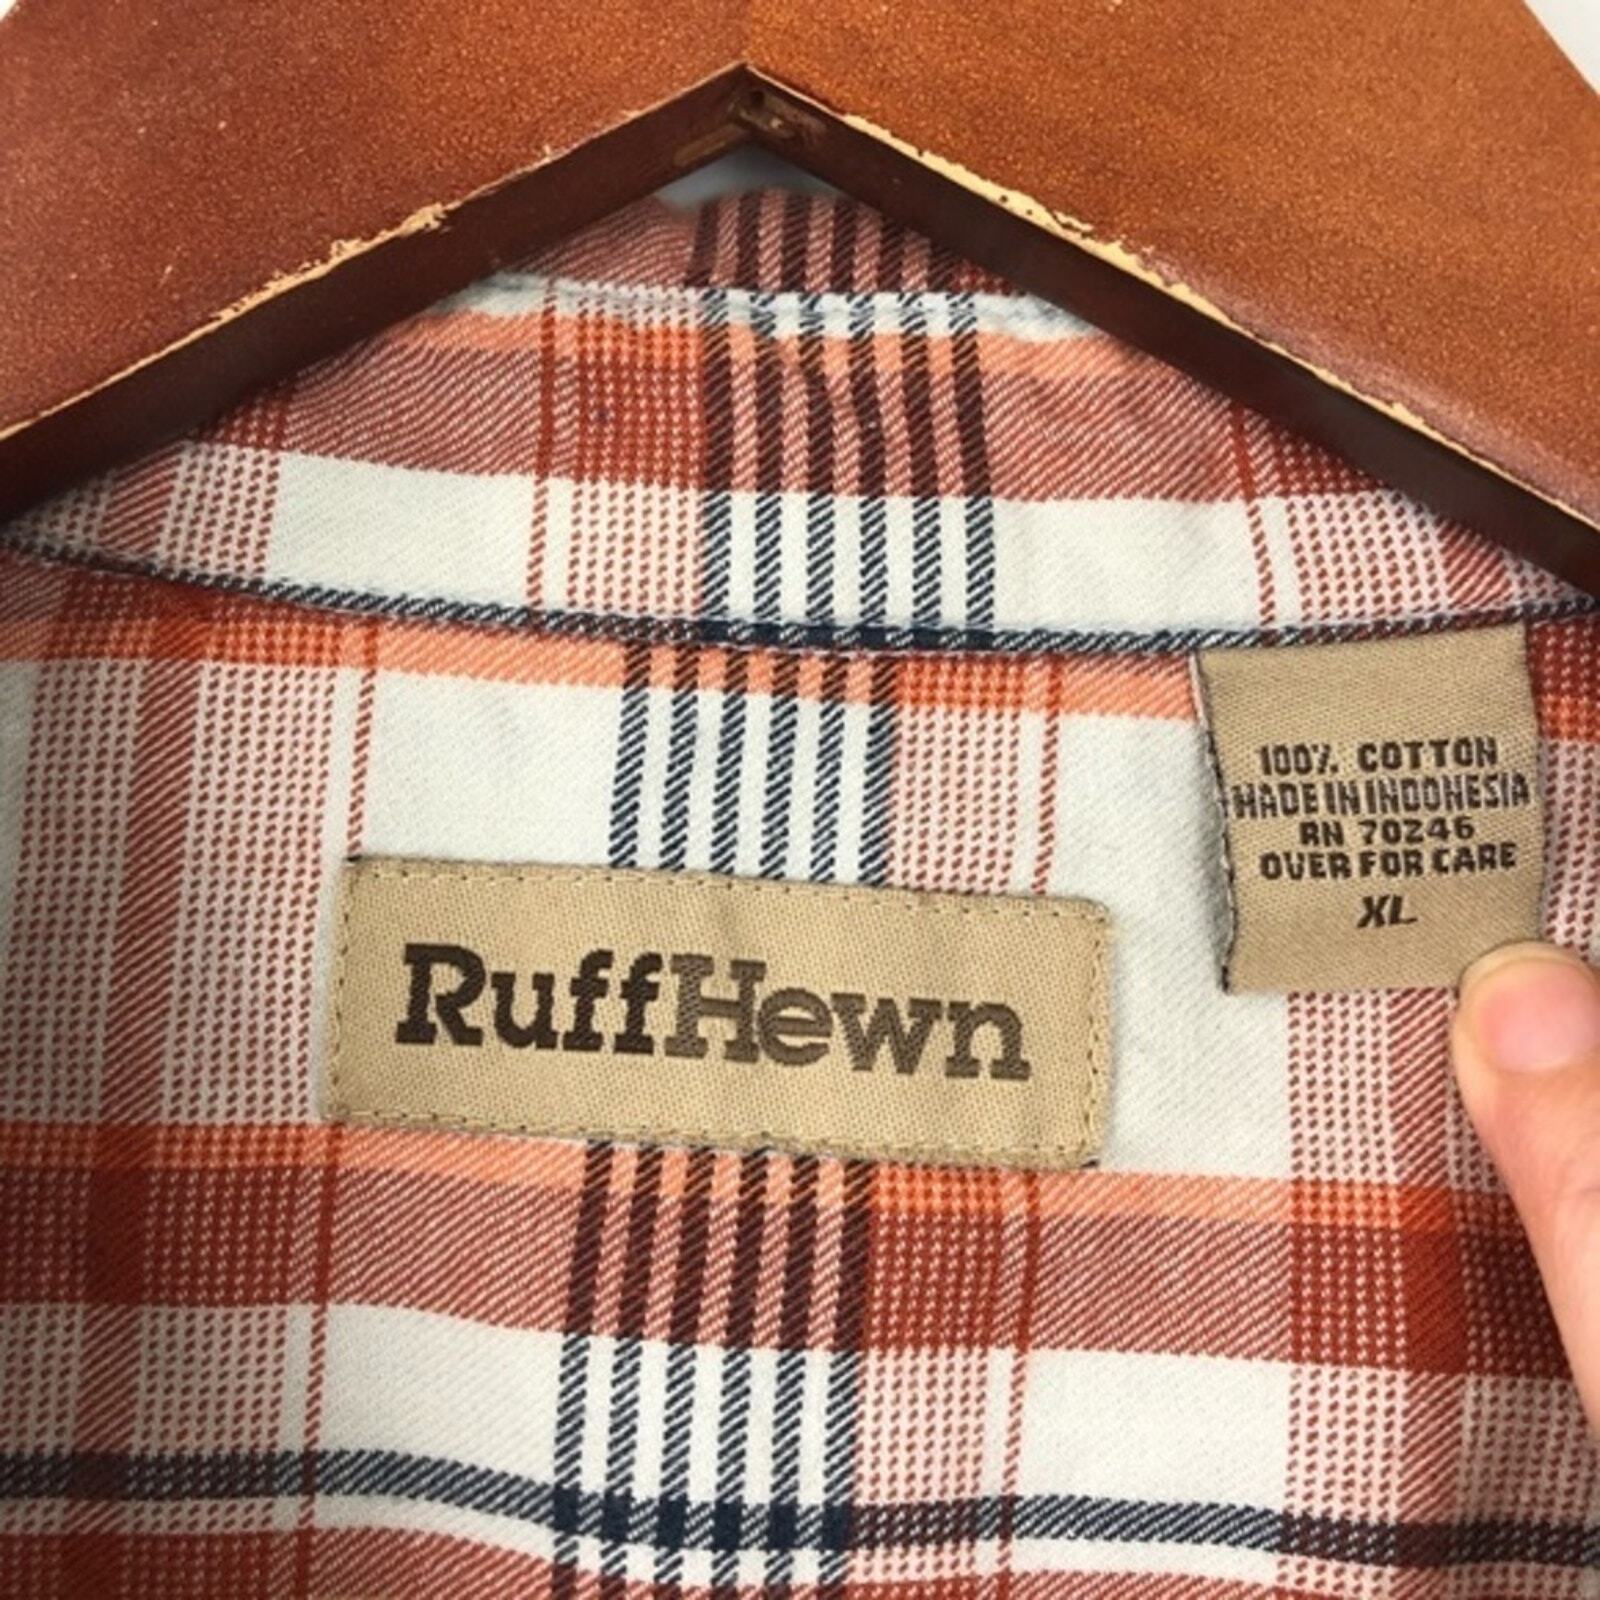 RuffHewn
100% COTTON
MADE IN INDONESIA
RN 70246
OVER FOR CARE
XL